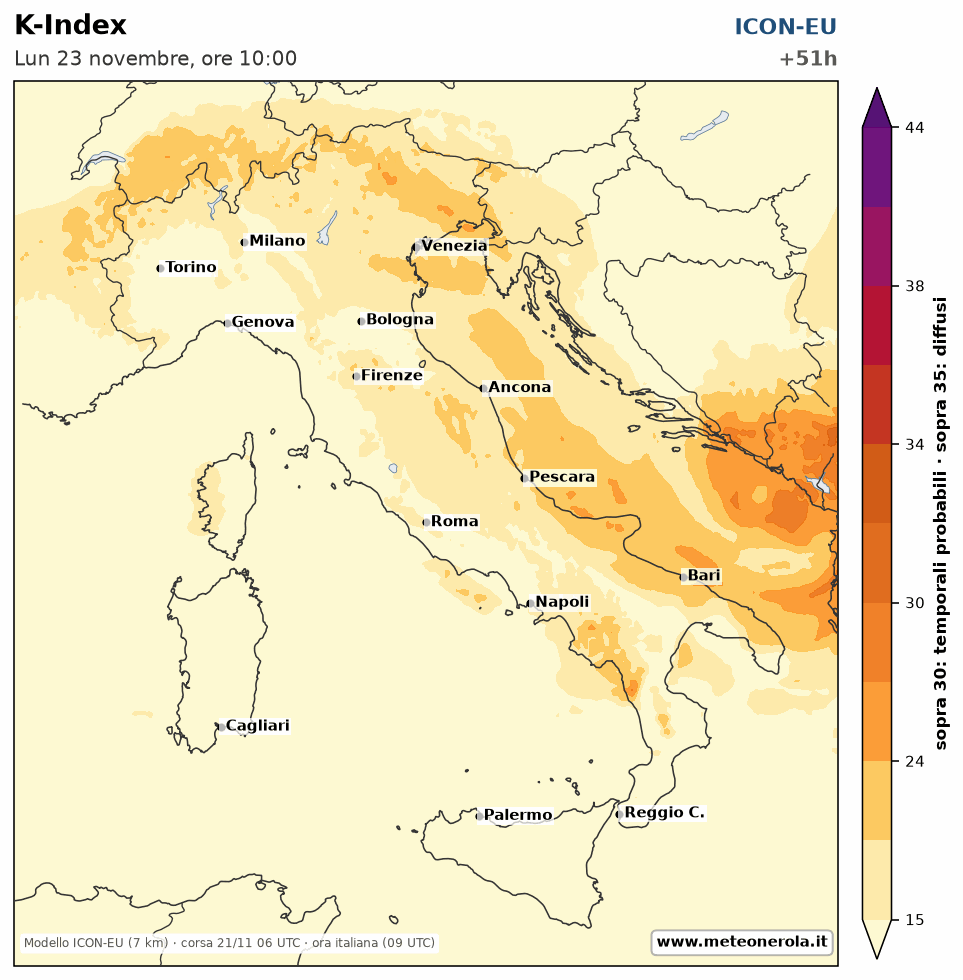 K-Index
ICON-EU
Lun 23 novembre, ore 10:00
+51h
44
38
34
30
24
15
sopra 30: temporali probabili · sopra 35: diffusi
Milano
Venezia
Torino
Genova
Bologna
Firenze
Ancona
Pescara
Roma
Bari
Napoli
Cagliari
Palermo
Reggio C.
Modello ICON-EU (7 km) · corsa 21/11 06 UTC · ora italiana (09 UTC)
www.meteonerola.it